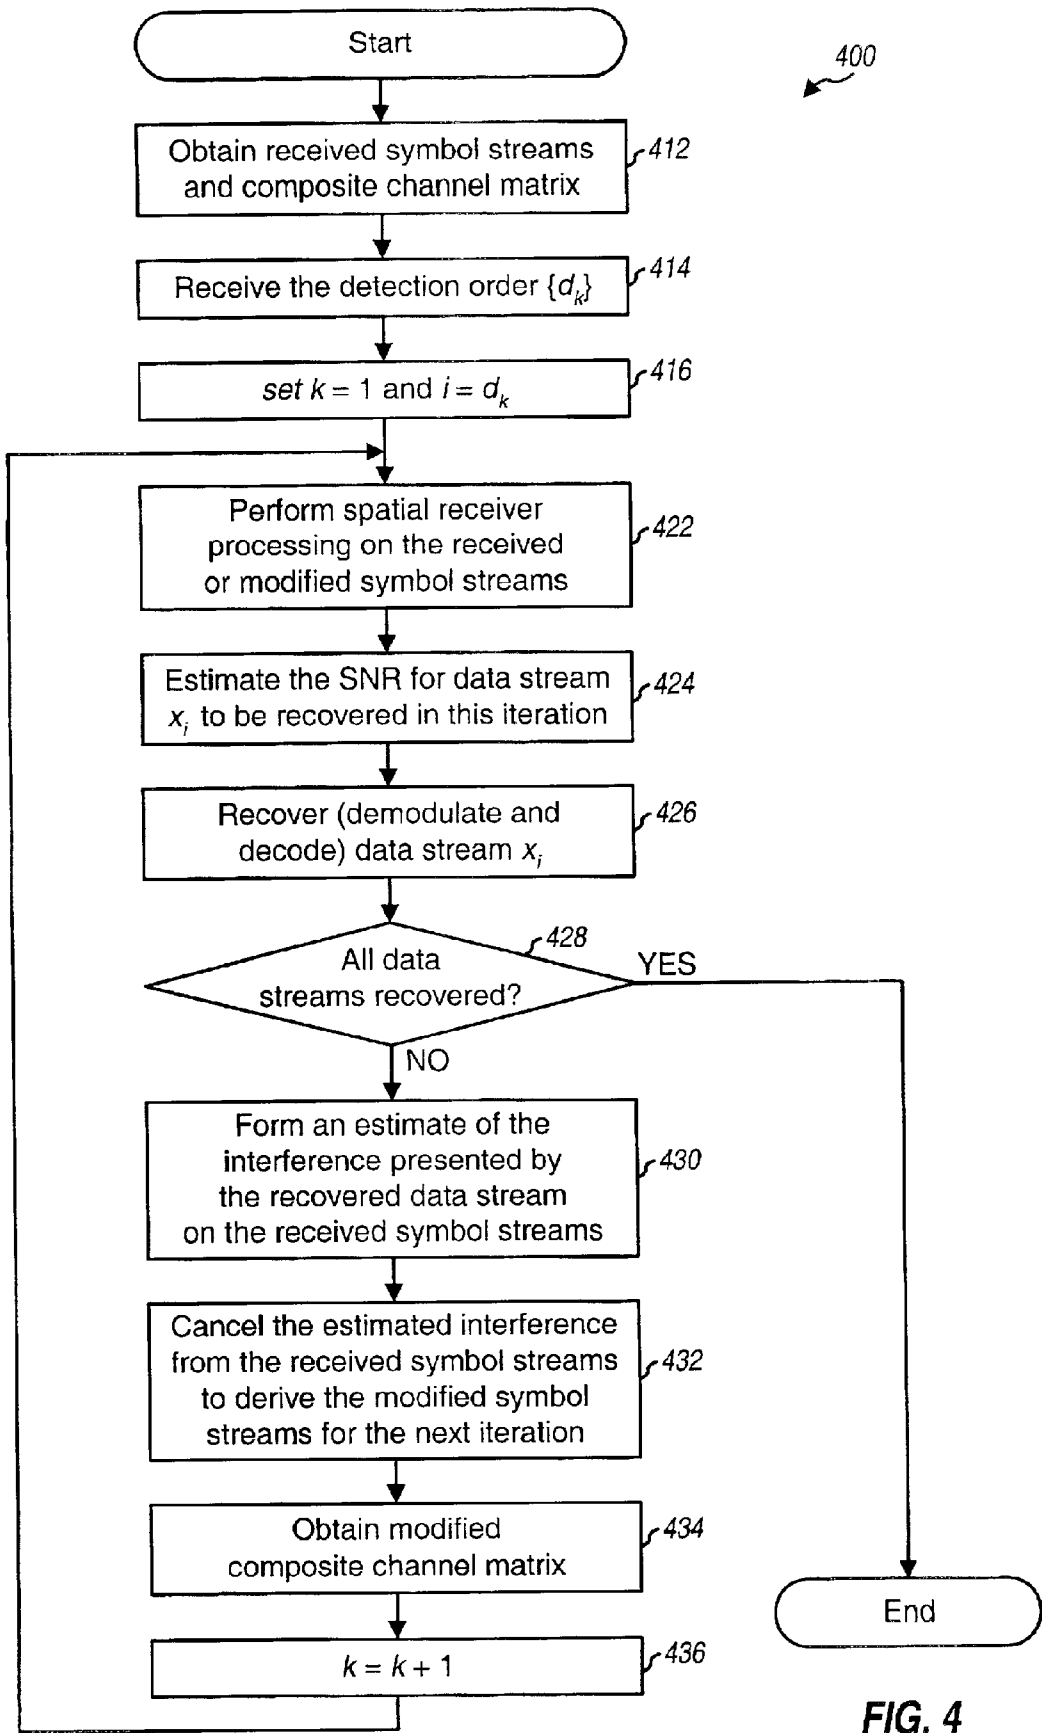 Start
400
Obtain received symbol streams
and composite channel matrix
412
Receive the detection order {d_k}
414
set k = 1 and i = d_k
416
Perform spatial receiver
processing on the received
or modified symbol streams
422
Estimate the SNR for data stream
x_i to be recovered in this iteration
424
Recover (demodulate and
decode) data stream x_i
426
All data
streams recovered?
428
YES
NO
Form an estimate of the
interference presented by
the recovered data stream
on the received symbol streams
430
Cancel the estimated interference
from the received symbol streams
to derive the modified symbol
streams for the next iteration
432
Obtain modified
composite channel matrix
434
End
k = k + 1
436
FIG. 4